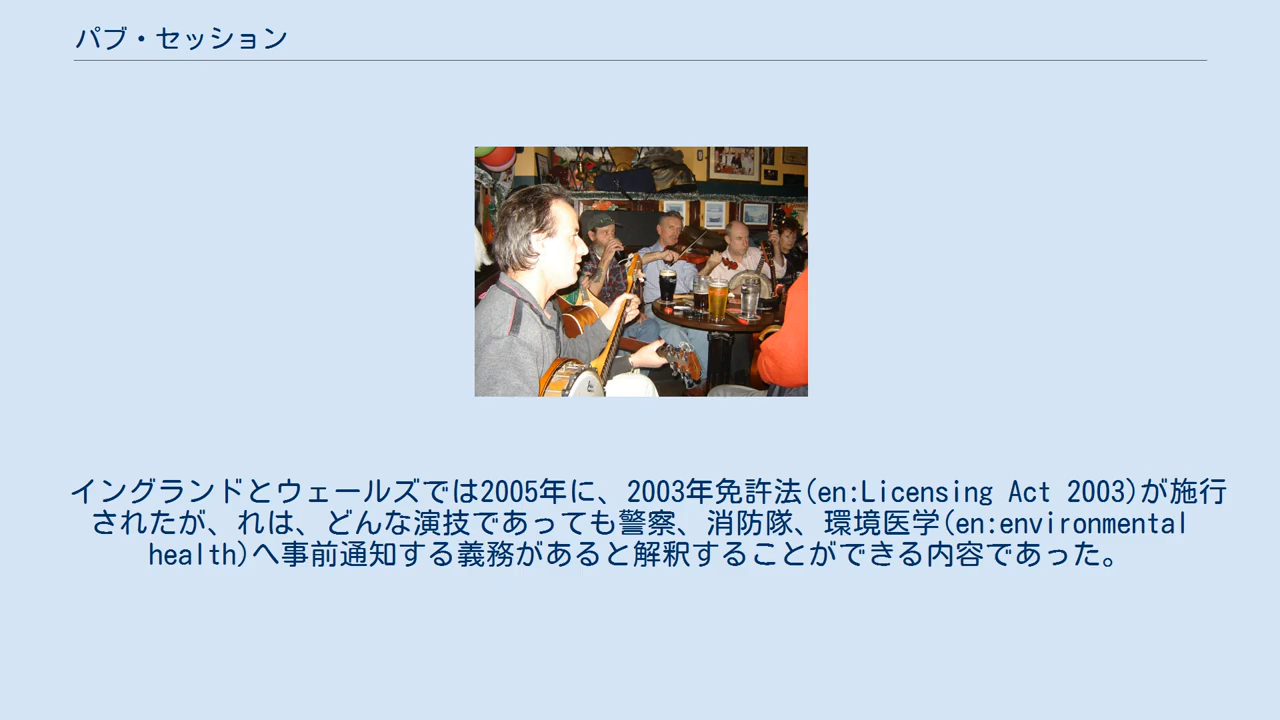 パブ・セッション
イングランドとウェールズでは2005年に、2003年免許法(en:Licensing Act 2003)が施行
されたが、れは、どんな演技であっても警察、消防隊、環境医学(en:environmental
health)へ事前通知する義務があると解釈することができる内容であった。